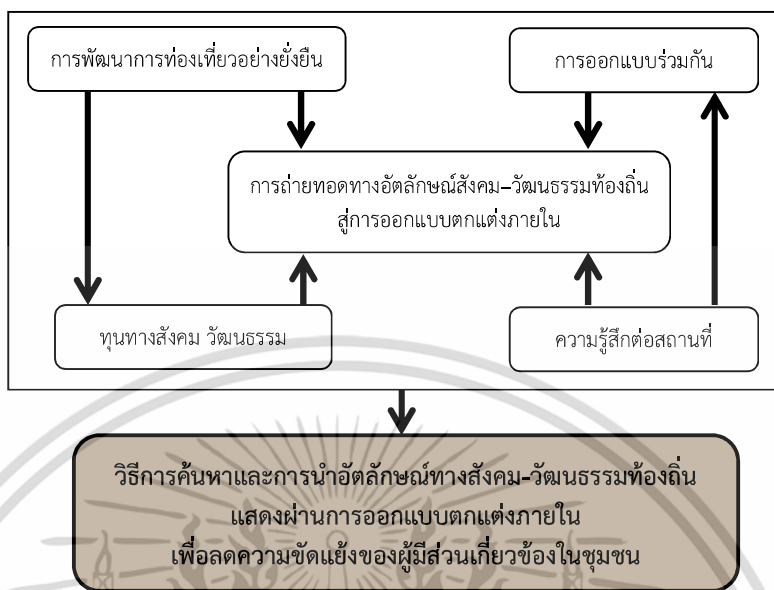 การพัฒนาการท่องเที่ยวอย่างยั่งยืน
การออกแบบร่วมกัน
การถ่ายทอดทางอัตลักษณ์สังคม–วัฒนธรรมท้องถิ่น
สู่การออกแบบตกแต่งภายใน
ทุนทางสังคม วัฒนธรรม
ความรู้สึกต่อสถานที่
วิธีการค้นหาและการนำอัตลักษณ์ทางสังคม-วัฒนธรรมท้องถิ่น
แสดงผ่านการออกแบบตกแต่งภายใน
เพื่อลดความขัดแย้งของผู้มีส่วนเกี่ยวข้องในชุมชน